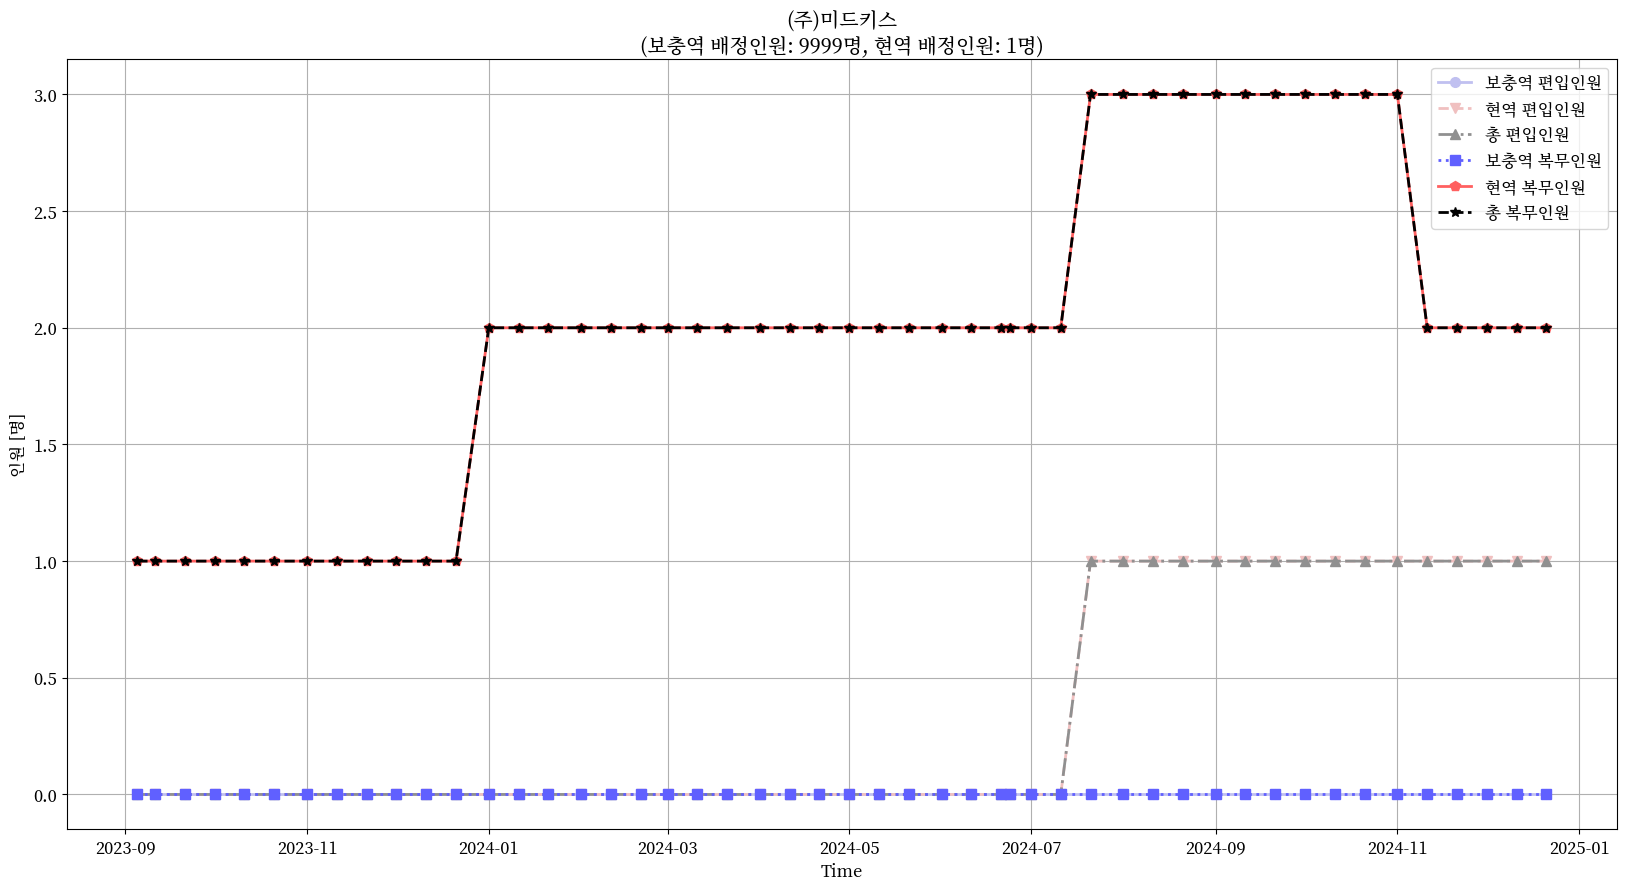 (주)미드키스
(보충역 배정인원: 9999명, 현역 배정인원: 1명)
보충역 편입인원
현역 편입인원
총 편입인원
보충역 복무인원
현역 복무인원
총 복무인원
인원 [명]
3.0
2.5
2.0
1.5
1.0
0.5
0.0
2023-09 2023-11 2024-01 2024-03 2024-05 2024-07 2024-09 2024-11 2025-01
Time